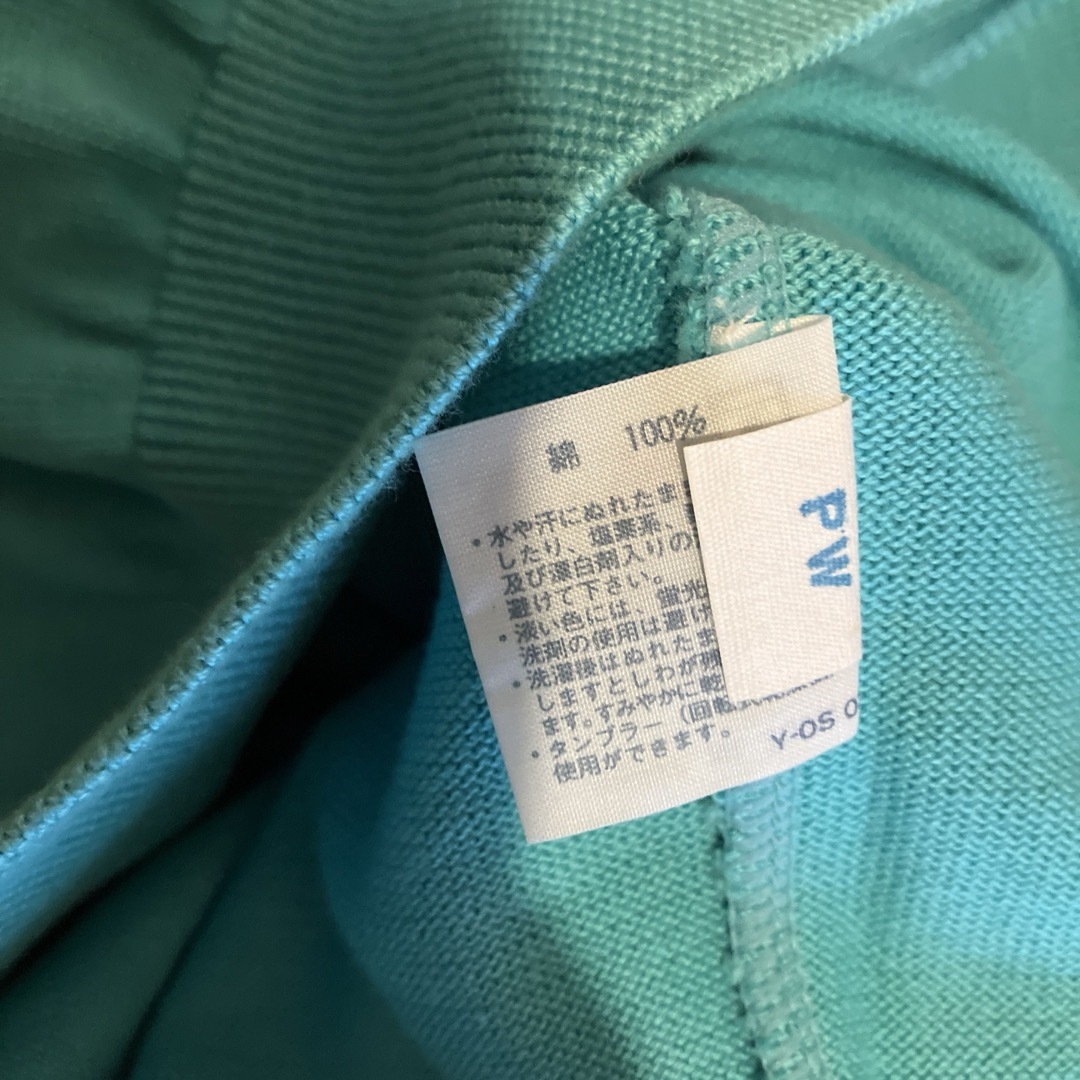 綿 100%
・水や汗にぬれたま
したり、塩素系、
及び漂白剤入りの
避けて下さい。
・淡い色には、蛍光
洗剤の使用は避け
・洗濯後はぬれたま
しますとしわが
ます。すみやかに乾
・タンブラー(回転
使用ができます。
PW
Y-OS 0